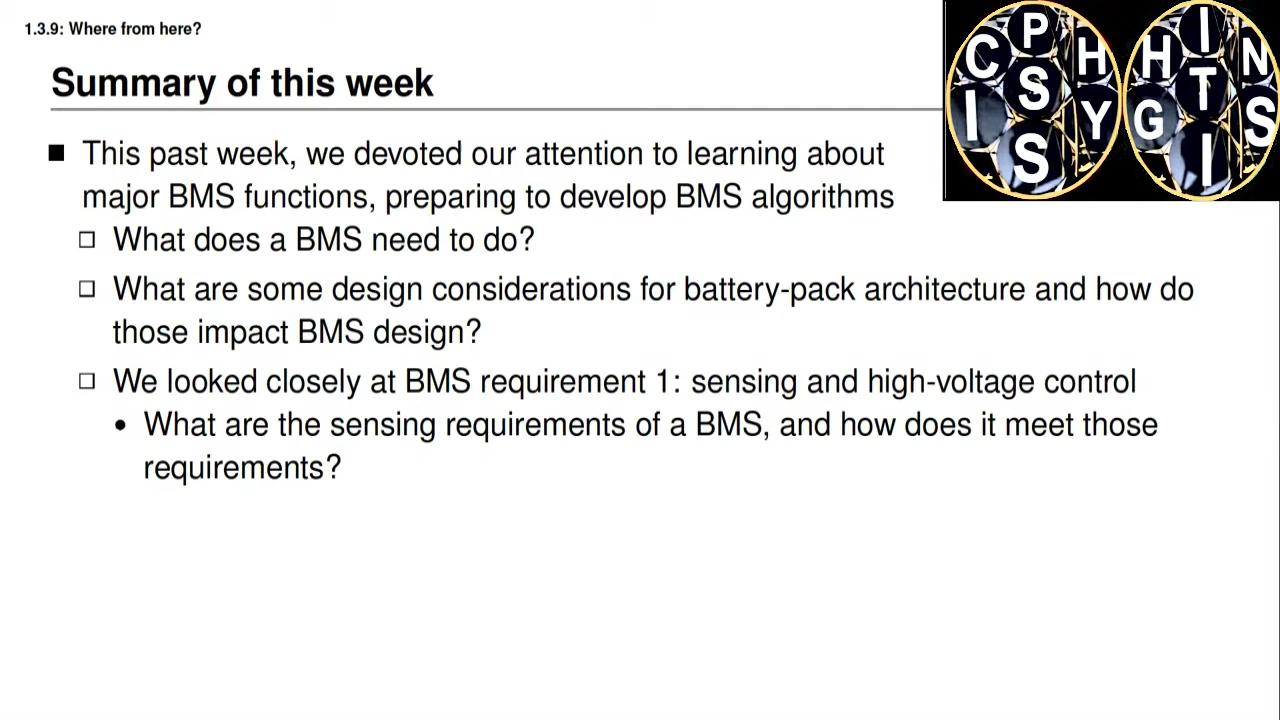 1.3.9: Where from here?
Summary of this week
This past week, we devoted our attention to learning about
major BMS functions, preparing to develop BMS algorithms
What does a BMS need to do?
What are some design considerations for battery-pack architecture and how do
those impact BMS design?
We looked closely at BMS requirement 1: sensing and high-voltage control
What are the sensing requirements of a BMS, and how does it meet those
requirements?
C P H
I S Y
S
H I N
G T S
I